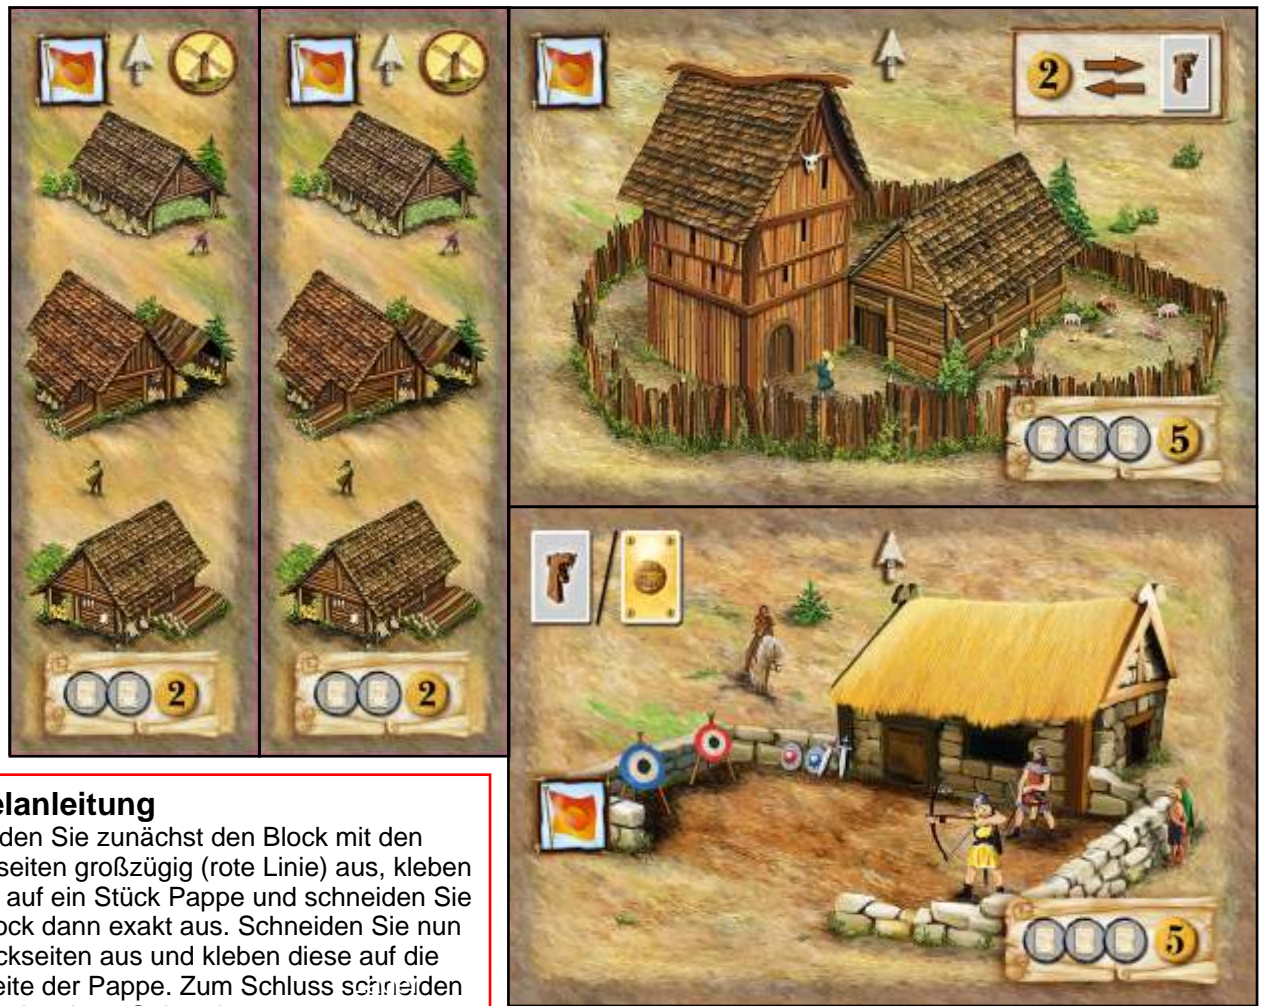 2
2
2
5
5
elanleitung
den Sie zunächst den Block mit den
seiten großzügig (rote Linie) aus, kleben
auf ein Stück Pappe und schneiden Sie
ock dann exakt aus. Schneiden Sie nun
ckseiten aus und kleben diese auf die
eite der Pappe. Zum Schluss schneiden